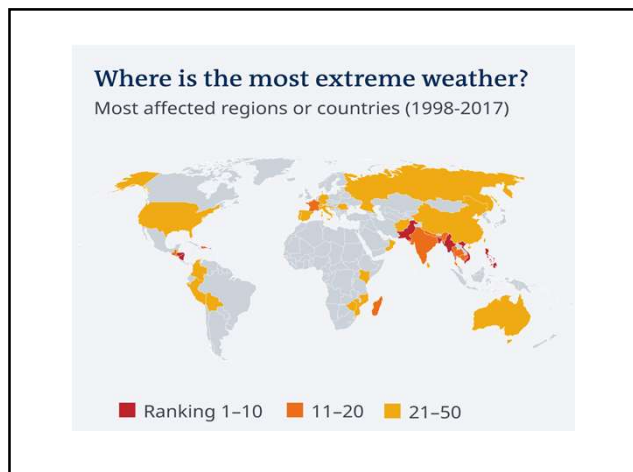 Where is the most extreme weather?
Most affected regions or countries (1998-2017)
Ranking 1–10 11–20 21–50